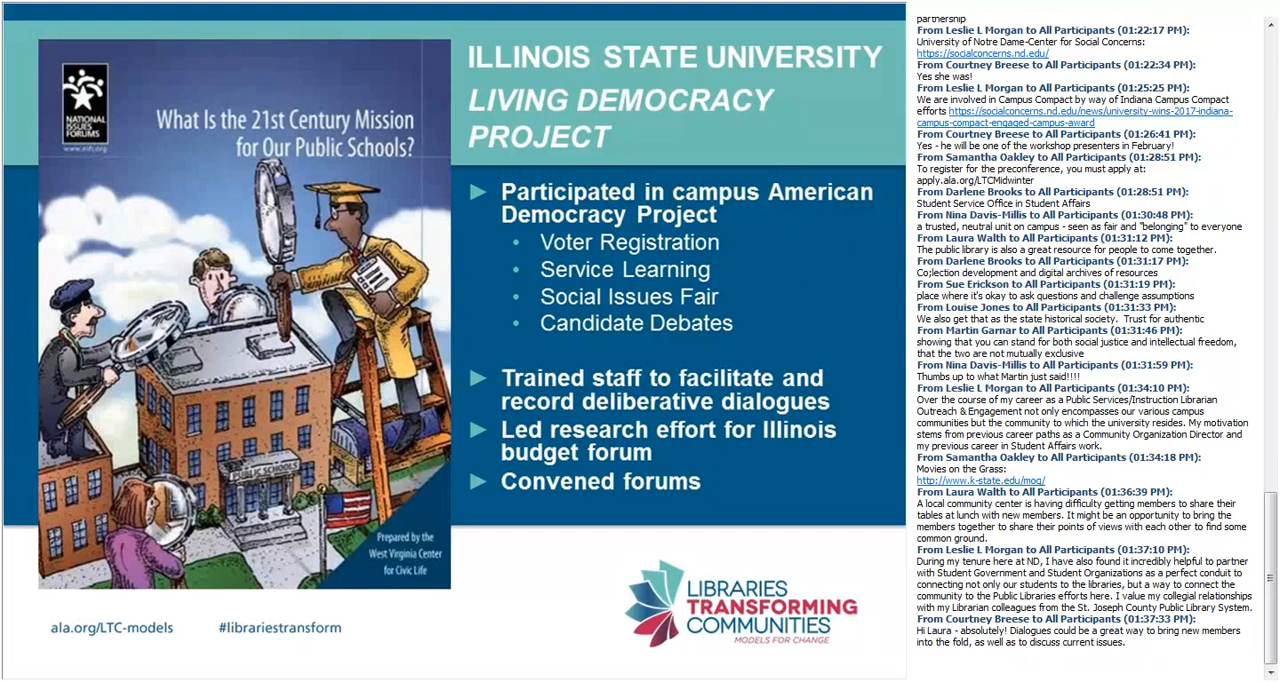 NATIONAL
ISSUES
FORUMS
www.nifi.org
What Is the 21st Century Mission
for Our Public Schools?
PUBLIC SCHOOLS
Prepared by the
West Virginia Center
for Civic Life
ILLINOIS STATE UNIVERSITY
LIVING DEMOCRACY
PROJECT
► Participated in campus American
Democracy Project
• Voter Registration
• Service Learning
• Social Issues Fair
• Candidate Debates
► Trained staff to facilitate and
record deliberative dialogues
► Led research effort for Illinois
budget forum
► Convened forums
ala.org/LTC-models
#librariestransform
LIBRARIES
TRANSFORMING
COMMUNITIES
MODELS FOR CHANGE
partnership
From Leslie L Morgan to All Participants (01:22:17 PM):
University of Notre Dame-Center for Social Concerns:
https://socialconcerns.nd.edu/
From Courtney Breese to All Participants (01:22:34 PM):
Yes she was!
From Leslie L Morgan to All Participants (01:25:25 PM):
We are involved in Campus Compact by way of Indiana Campus Compact
efforts https://socialconcerns.nd.edu/news/university-wins-2017-indiana-
campus-compact-engaged-campus-award
From Courtney Breese to All Participants (01:26:41 PM):
Yes - he will be one of the workshop presenters in February!
From Samantha Oakley to All Participants (01:28:51 PM):
To register for the preconference, you must apply at:
apply.ala.org/LTCMidwinter
From Darlene Brooks to All Participants (01:28:51 PM):
Student Service Office in Student Affairs
From Nina Davis-Millis to All Participants (01:30:48 PM):
a trusted, neutral unit on campus - seen as fair and "belonging" to everyone
From Laura Walth to All Participants (01:31:12 PM):
The public library is also a great resource for people to come together.
From Darlene Brooks to All Participants (01:31:17 PM):
Co;lection development and digital archives of resources
From Sue Erickson to All Participants (01:31:19 PM):
place where it's okay to ask questions and challenge assumptions
From Louise Jones to All Participants (01:31:33 PM):
We also get that as the state historical society. Trust for authentic
From Martin Garnar to All Participants (01:31:46 PM):
showing that you can stand for both social justice and intellectual freedom,
that the two are not mutually exclusive
From Nina Davis-Millis to All Participants (01:31:59 PM):
Thumbs up to what Martin just said!!!!
From Leslie L Morgan to All Participants (01:34:10 PM):
Over the course of my career as a Public Services/Instruction Librarian
Outreach & Engagement not only encompasses our various campus
communities but the community to which the university resides. My motivation
stems from previous career paths as a Community Organization Director and
my previous career in Student Affairs work.
From Samantha Oakley to All Participants (01:34:18 PM):
Movies on the Grass:
http://www.k-state.edu/mog/
From Laura Walth to All Participants (01:36:39 PM):
A local community center is having difficulty getting members to share their
tables at lunch with new members. It might be an opportunity to bring the
members together to share their points of views with each other to find some
common ground.
From Leslie L Morgan to All Participants (01:37:10 PM):
During my tenure here at ND, I have also found it incredibly helpful to partner
with Student Government and Student Organizations as a perfect conduit to
connecting not only our students to the libraries, but a way to connect the
community to the Public Libraries efforts here. I value my collegial relationships
with my Librarian colleagues from the St. Joseph County Public Library System.
From Courtney Breese to All Participants (01:37:33 PM):
Hi Laura - absolutely! Dialogues could be a great way to bring new members
into the fold, as well as to discuss current issues.